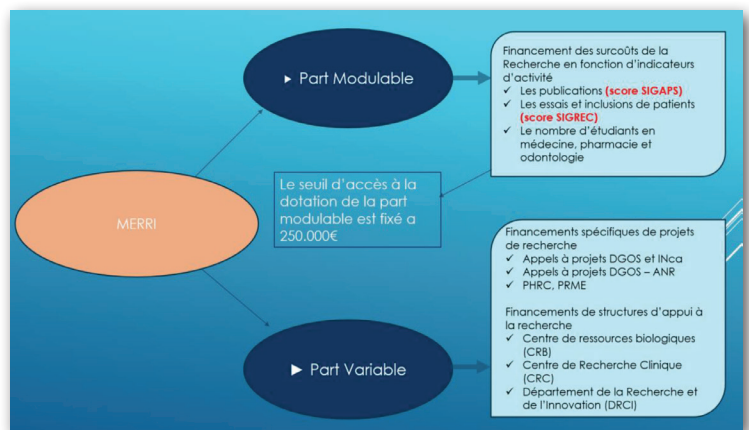 MERRI
► Part Modulable
Financement des surcoûts de la
Recherche en fonction d'indicateurs
d'activité
✓ Les publications (score SIGAPS)
✓ Les essais et inclusions de patients
(score SIGREC)
✓ Le nombre d'étudiants en
médecine, pharmacie et
odontologie
Le seuil d'accès à la
dotation de la part
modulable est fixé a
250.000€
► Part Variable
Financements spécifiques de projets
de recherche
✓ Appels à projets DGOS et INca
✓ Appels à projets DGOS – ANR
✓ PHRC, PRME
Financements de structures d'appui à
la recherche
✓ Centre de ressources biologiques
(CRB)
✓ Centre de Recherche Clinique
(CRC)
✓ Département de la Recherche et
de l'Innovation (DRCI)